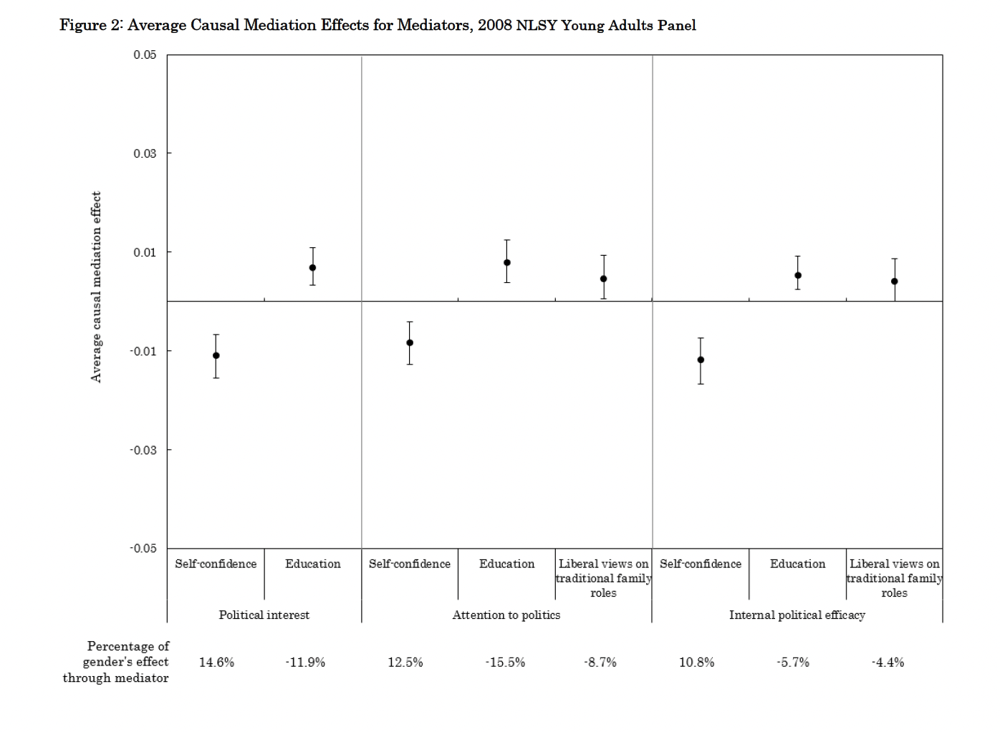 Figure 2: Average Causal Mediation Effects for Mediators, 2008 NLSY Young Adults Panel
0.05
0.03
0.01
-0.01
-0.03
-0.05
Average causal mediation effect
Self-confidence
Education
Self-confidence
Education
Liberal views on
traditional family
roles
Self-confidence
Education
Liberal views on
traditional family
roles
Political interest
Attention to politics
Internal political efficacy
Percentage of
gender's effect
through mediator
14.6%
-11.9%
12.5%
-15.5%
-8.7%
10.8%
-5.7%
-4.4%